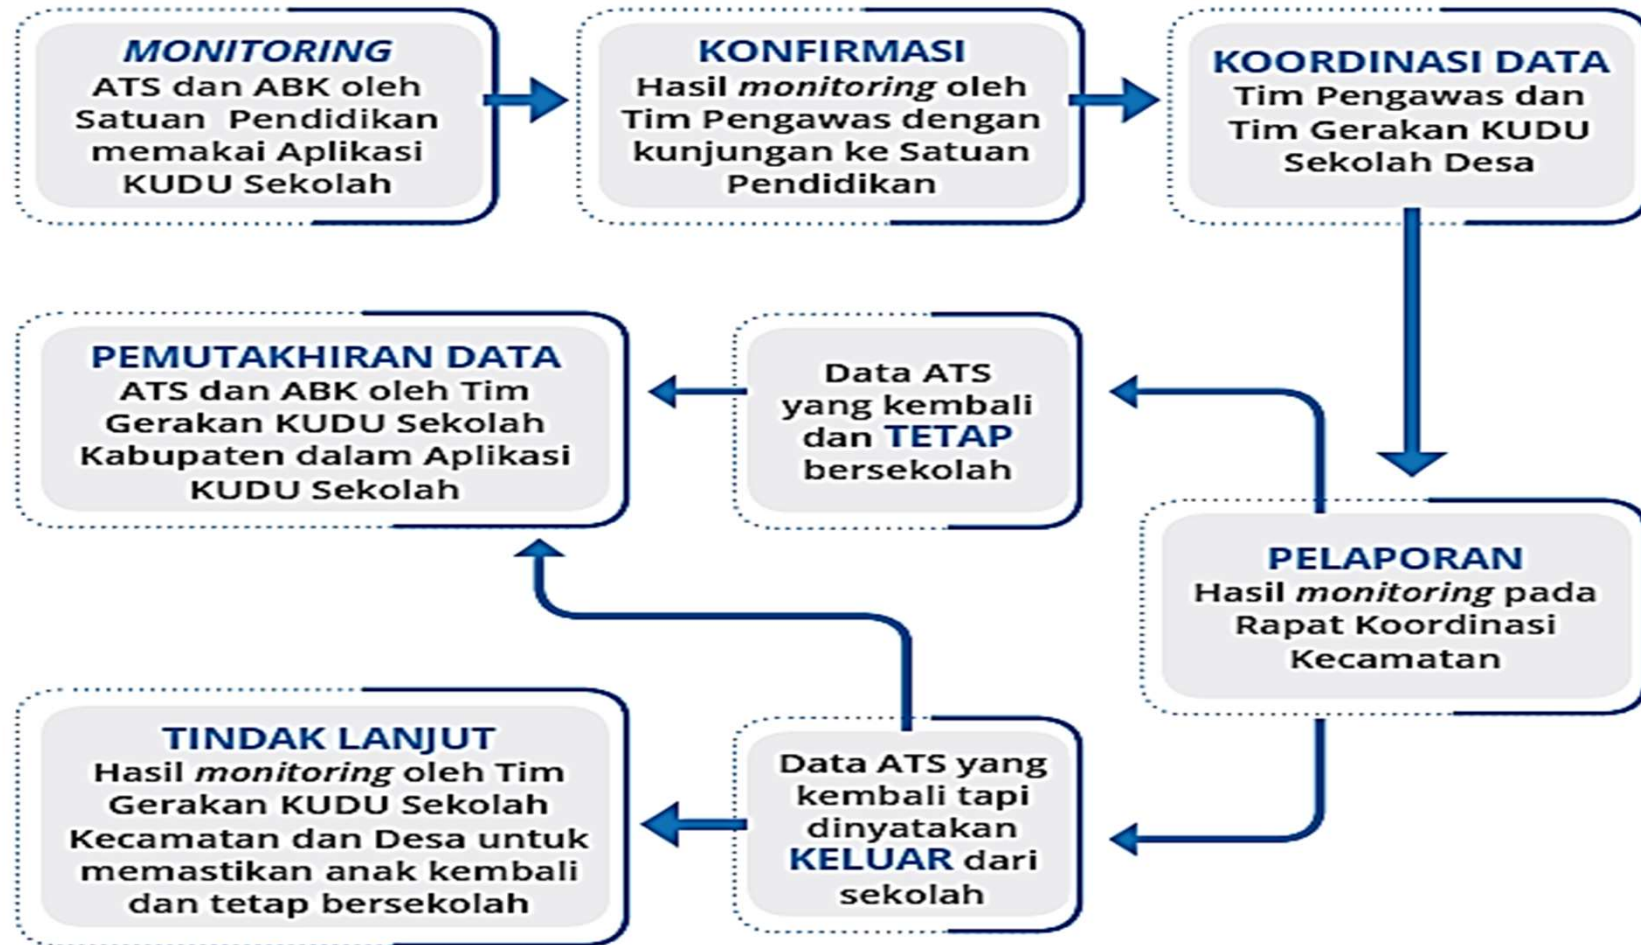 MONITORING
ATS dan ABK oleh
Satuan Pendidikan
memakai Aplikasi
KUDU Sekolah
KONFIRMASI
Hasil monitoring oleh
Tim Pengawas dengan
kunjungan ke Satuan
Pendidikan
KOORDINASI DATA
Tim Pengawas dan
Tim Gerakan KUDU
Sekolah Desa
PELAPORAN
Hasil monitoring pada
Rapat Koordinasi
Kecamatan
Data ATS
yang kembali
dan TETAP
bersekolah
PEMUTAKHIRAN DATA
ATS dan ABK oleh Tim
Gerakan KUDU Sekolah
Kabupaten dalam Aplikasi
KUDU Sekolah
Data ATS yang
kembali tapi
dinyatakan
KELUAR dari
sekolah
TINDAK LANJUT
Hasil monitoring oleh Tim
Gerakan KUDU Sekolah
Kecamatan dan Desa untuk
memastikan anak kembali
dan tetap bersekolah